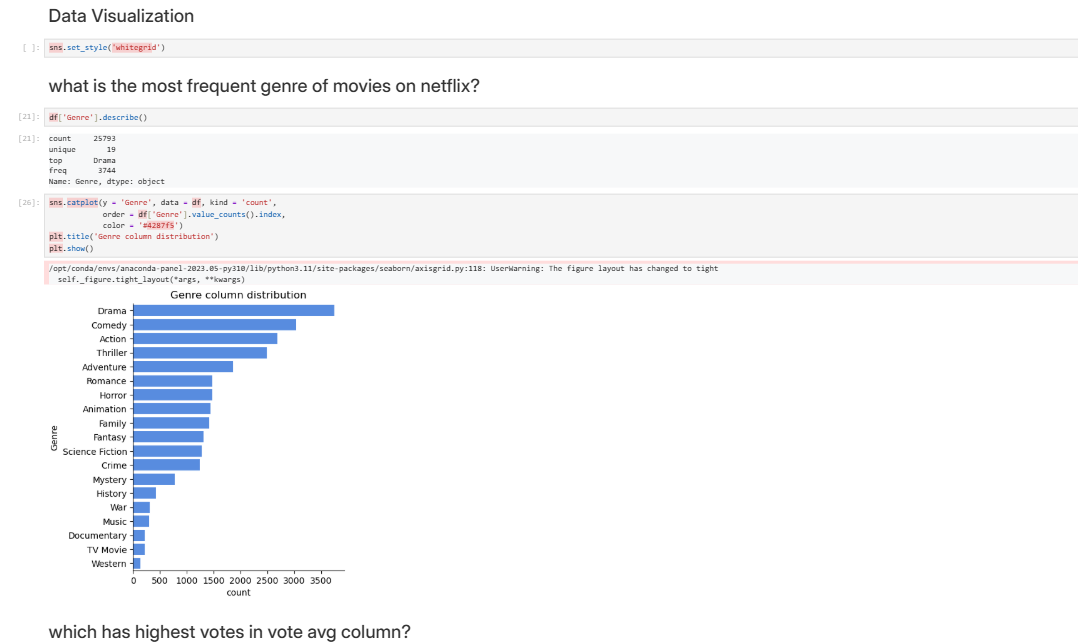 Data Visualization
[ ]: sns.set_style('whitegrid')
what is the most frequent genre of movies on netflix?
[21]: df['Genre'].describe()
[21]: count 25793
unique 19
top Drama
freq 3744
Name: Genre, dtype: object
[26]: sns.catplot(y = 'Genre', data = df, kind = 'count',
order = df['Genre'].value_counts().index,
color = '#4287f5')
plt.title('Genre column distribution')
plt.show()
/opt/conda/envs/anaconda-panel-2023.05-py310/lib/python3.11/site-packages/seaborn/axisgrid.py:118: UserWarning: The figure layout has changed to tight
self._figure.tight_layout(*args, **kwargs)
Genre column distribution
Genre
Drama
Comedy
Action
Thriller
Adventure
Romance
Horror
Animation
Family
Fantasy
Science Fiction
Crime
Mystery
History
War
Music
Documentary
TV Movie
Western
0 500 1000 1500 2000 2500 3000 3500
count
which has highest votes in vote avg column?